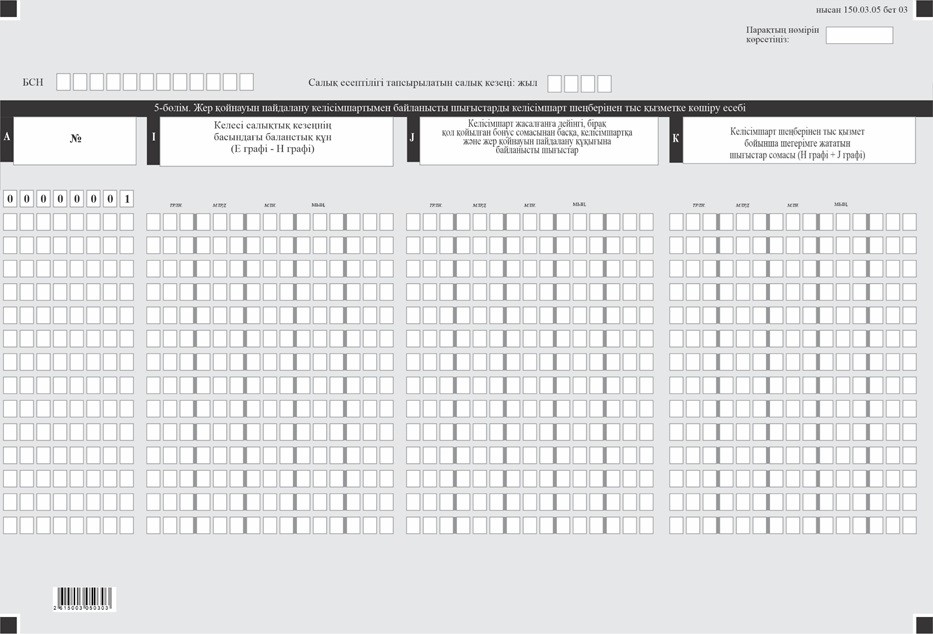 нысан 150.03.05 бет 03
Парақтың нөмірін
көрсетіңіз:
БСН
Салық есептілігі тапсырылатын салық кезеңі: жыл
5-бөлім. Жер қойнауын пайдалану келісімшартымен байланысты шығыстарды келісімшарт шеңберінен тыс қызметке көшіру есебі
A
№
I
Келесі салықтық кезеңнің
басындағы баланстық құн
(E графі - H графі)
J
Келісімшарт жасалғанға дейінгі, бірақ
қол қойылған бонус сомасынан басқа, келісімшартқа
және жер қойнауын пайдалану құқығына
байланысты шығыстар
K
Келісімшарт шеңберінен тыс қызмет
бойынша шегерімге жататын
шығыстар сомасы (H графі + J графі)
0 0 0 0 0 0 0 1
трлн млрд млн мың
трлн млрд млн мың
трлн млрд млн мың
2615003050303